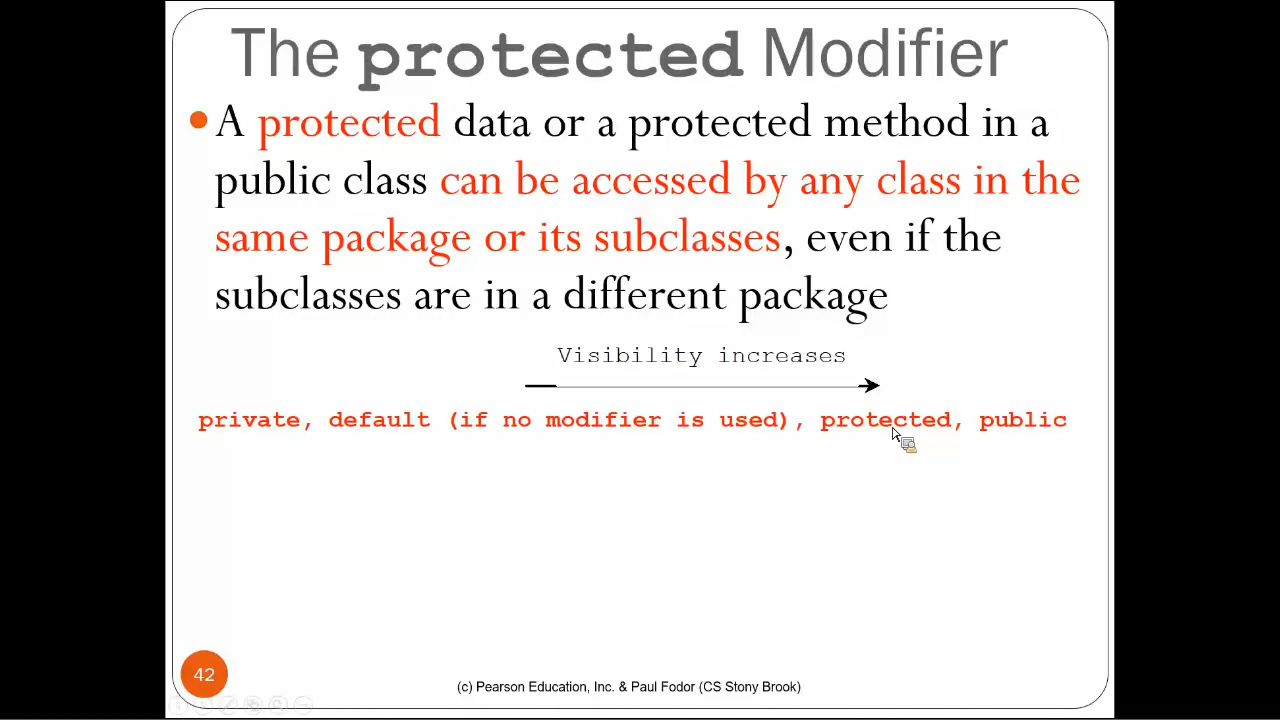 The protected Modifier
A protected data or a protected method in a
public class can be accessed by any class in the
same package or its subclasses, even if the
subclasses are in a different package
Visibility increases
private, default (if no modifier is used), protected, public
42
(c) Pearson Education, Inc. & Paul Fodor (CS Stony Brook)